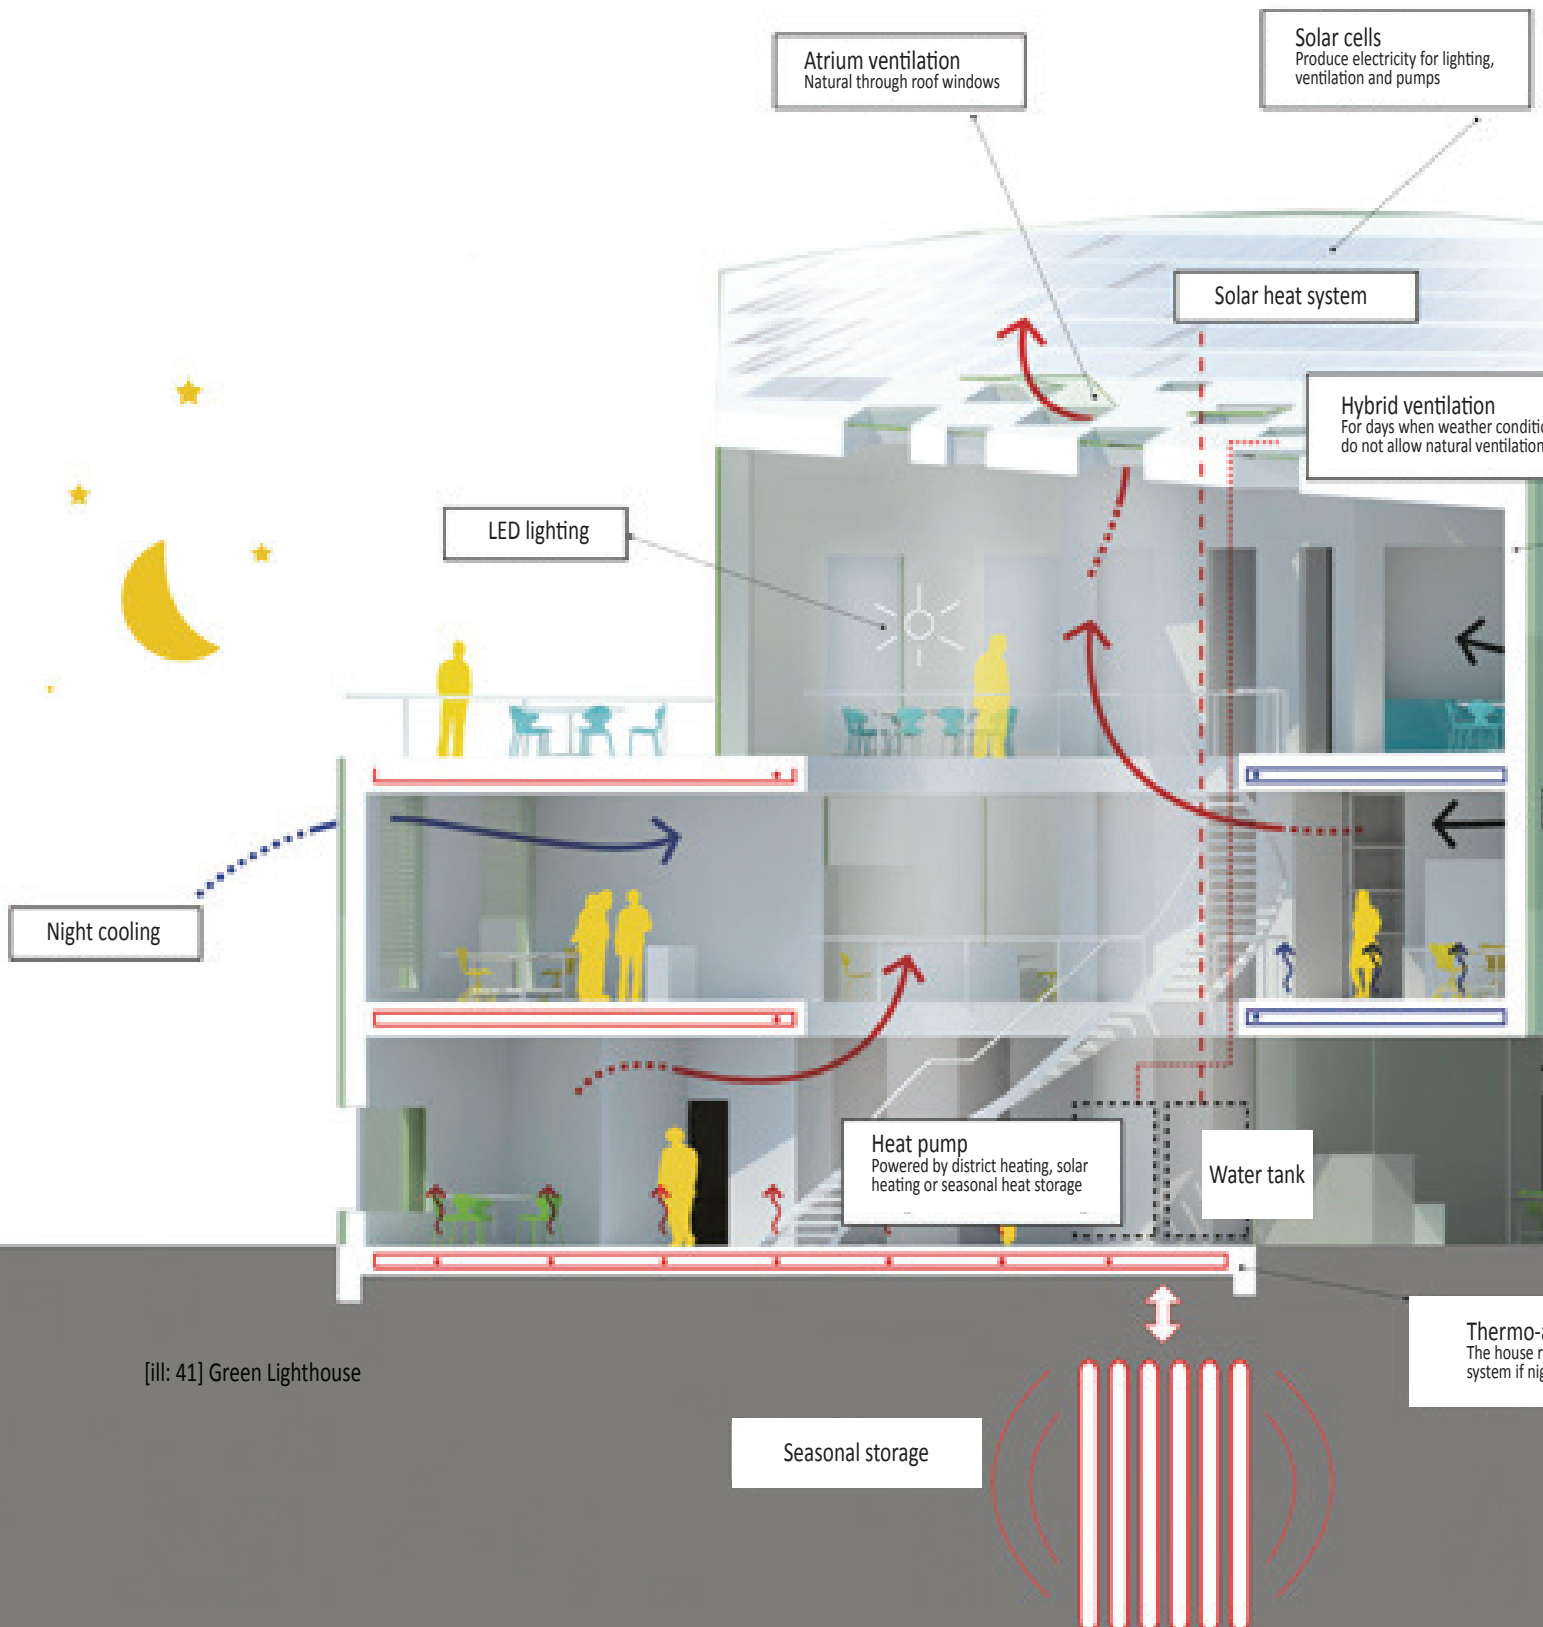 Atrium ventilation
Natural through roof windows
Solar cells
Produce electricity for lighting,
ventilation and pumps
Solar heat system
Hybrid ventilation
For days when weather
do not allow natural ventilation
LED lighting
Night cooling
Heat pump
Powered by district heating, solar
heating or seasonal heat storage
Water tank
Thermo-
The house
system if
[ill: 41] Green Lighthouse
Seasonal storage